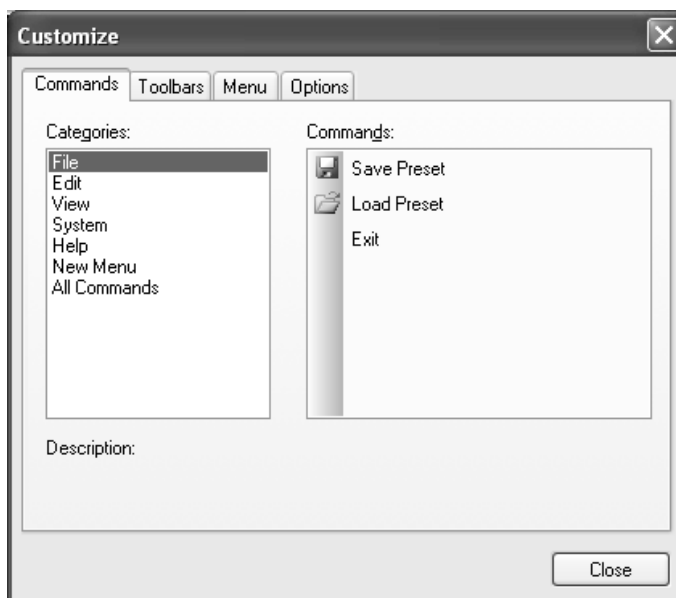 Customize
Commands Toolbars Menu Options
Categories:
File
Edit
View
System
Help
New Menu
All Commands
Commands:
Save Preset
Load Preset
Exit
Description:
Close